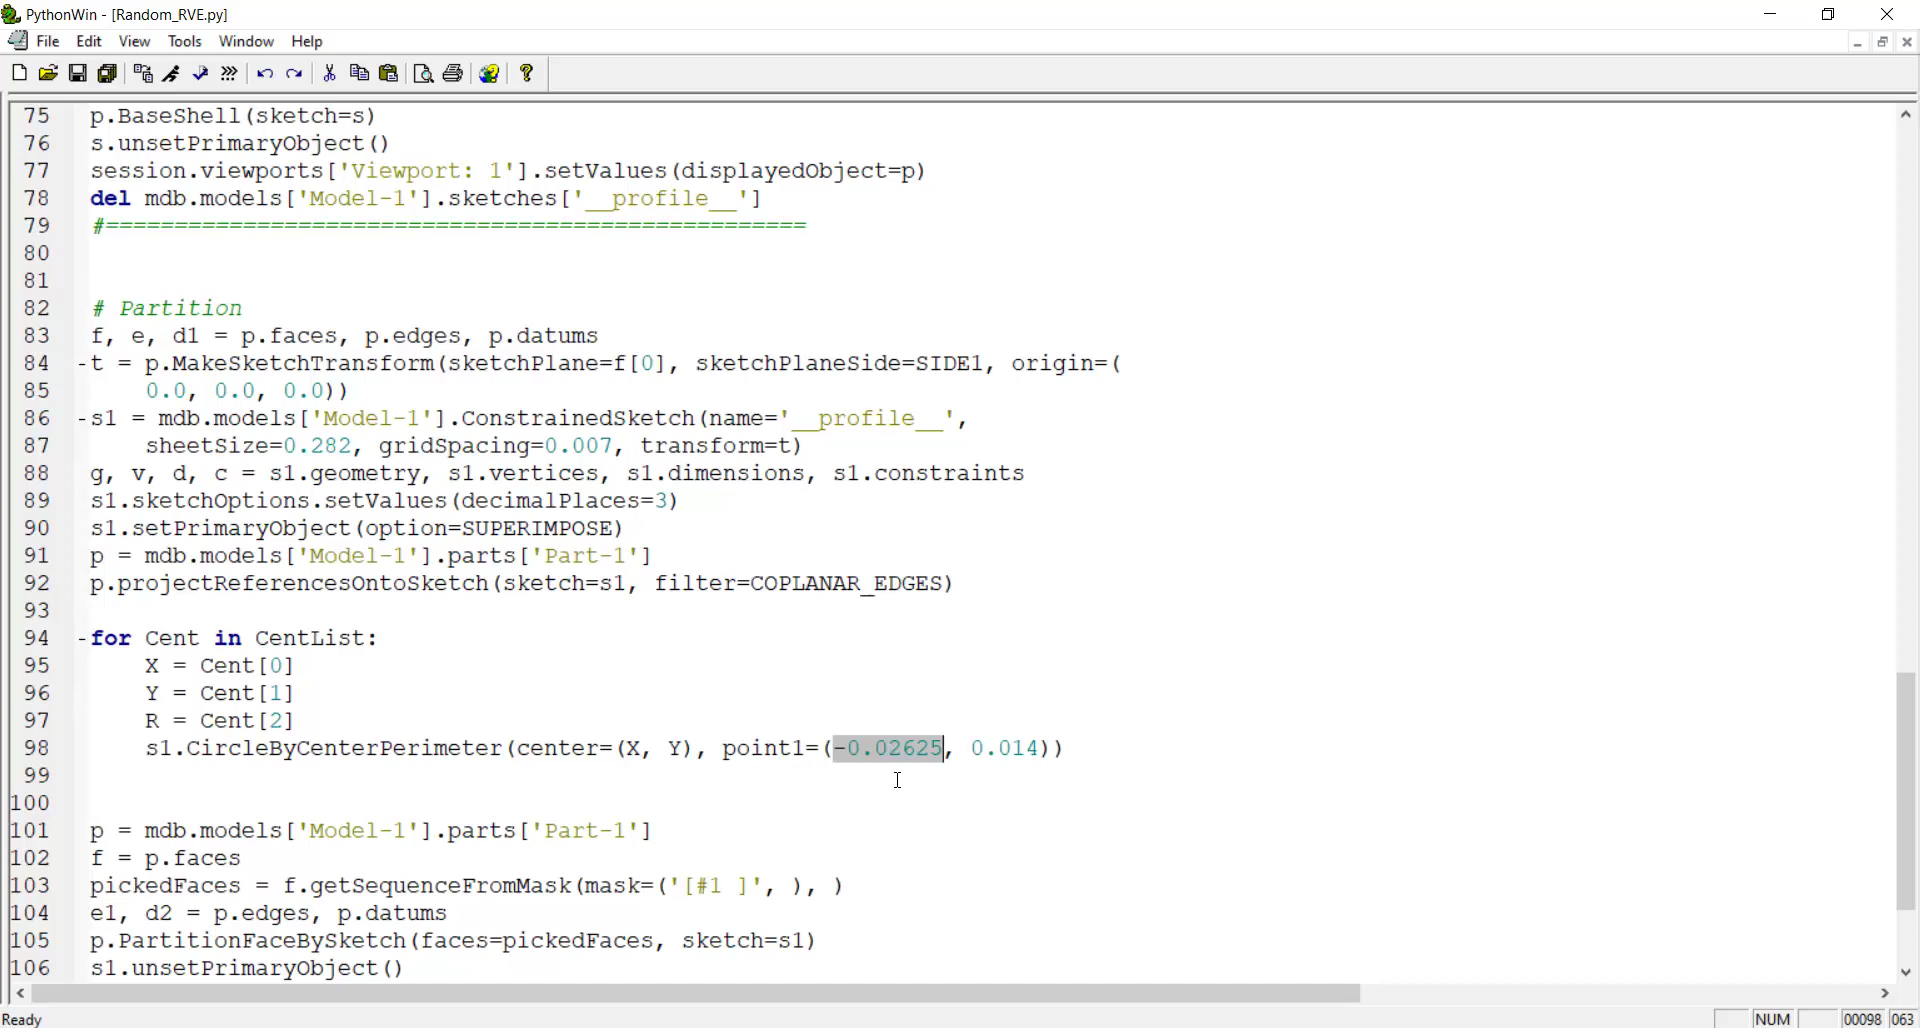 PythonWin - [Random_RVE.py]
File Edit View Tools Window Help
75 p.BaseShell(sketch=s)
76 s.unsetPrimaryObject()
77 session.viewports['Viewport: 1'].setValues(displayedObject=p)
78 del mdb.models['Model-1'].sketches['__profile__']
79 #===================================================
80
81
82 # Partition
83 f, e, d1 = p.faces, p.edges, p.datums
84 -t = p.MakeSketchTransform(sketchPlane=f[0], sketchPlaneSide=SIDE1, origin=(
85 0.0, 0.0, 0.0))
86 -s1 = mdb.models['Model-1'].ConstrainedSketch(name='__profile__',
87 sheetSize=0.282, gridSpacing=0.007, transform=t)
88 g, v, d, c = s1.geometry, s1.vertices, s1.dimensions, s1.constraints
89 s1.sketchOptions.setValues(decimalPlaces=3)
90 s1.setPrimaryObject(option=SUPERIMPOSE)
91 p = mdb.models['Model-1'].parts['Part-1']
92 p.projectReferencesOntoSketch(sketch=s1, filter=COPLANAR_EDGES)
93
94 -for Cent in CentList:
95 X = Cent[0]
96 Y = Cent[1]
97 R = Cent[2]
98 s1.CircleByCenterPerimeter(center=(X, Y), point1=(-0.02625, 0.014))
99
100
101 p = mdb.models['Model-1'].parts['Part-1']
102 f = p.faces
103 pickedFaces = f.getSequenceFromMask(mask=('[#1 ]', ), )
104 e1, d2 = p.edges, p.datums
105 p.PartitionFaceBySketch(faces=pickedFaces, sketch=s1)
106 s1.unsetPrimaryObject()
Ready NUM 00098 063